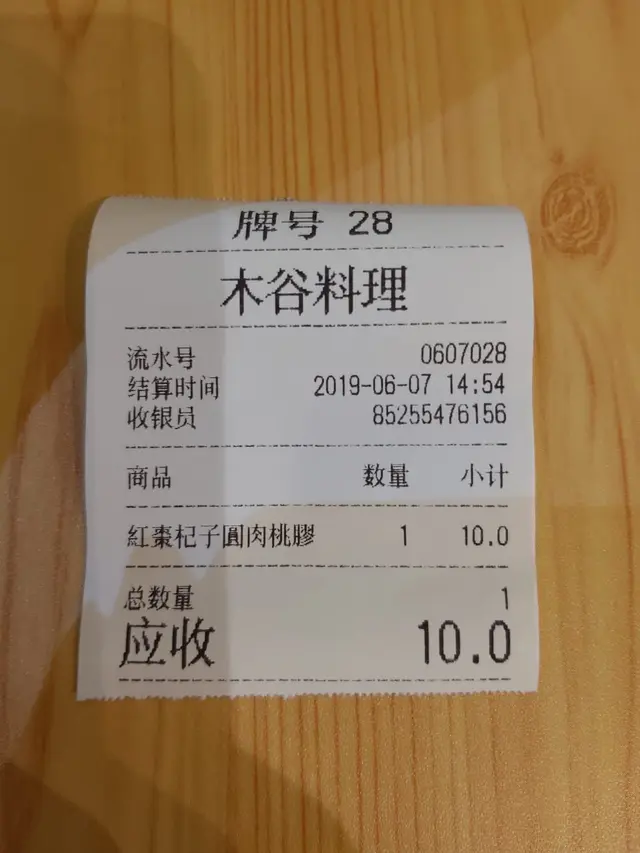 牌号 28
木谷料理
流水号 0607028
结算时间 2019-06-07 14:54
收银员 85255476156
商品 数量 小计
紅棗杞子圓肉桃膠 1 10.0
总数量 1
应收 10.0